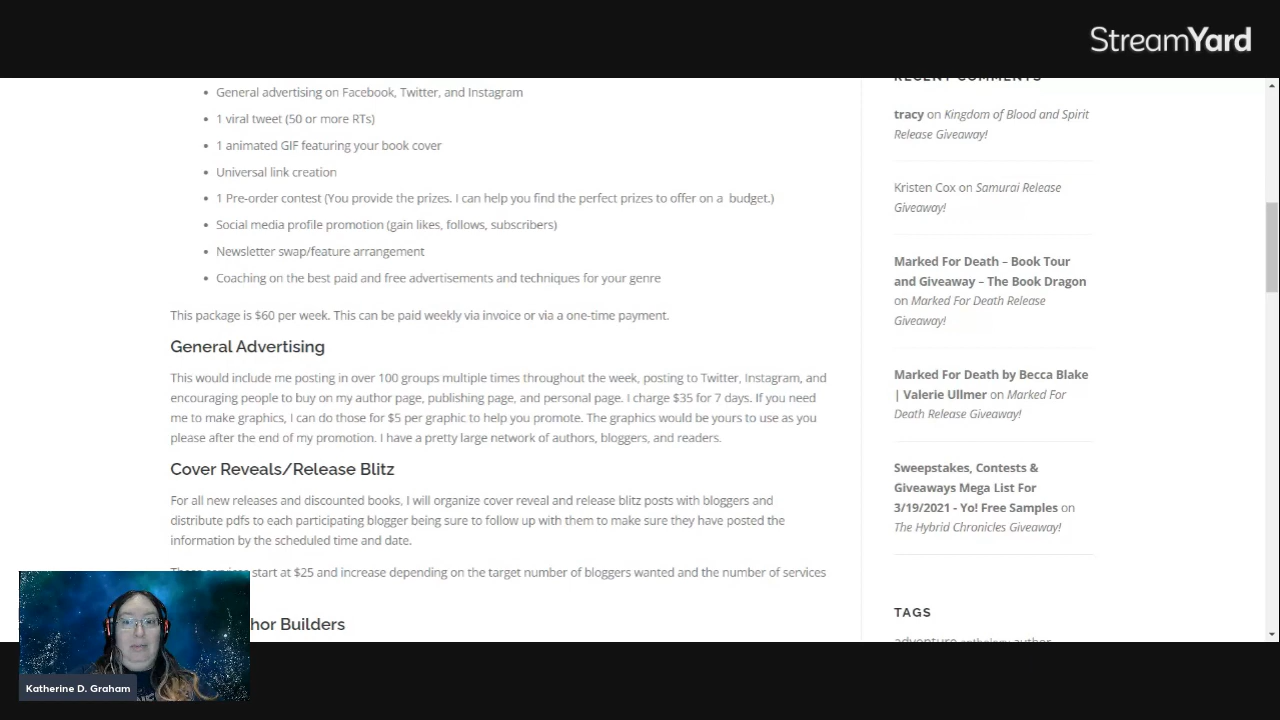 StreamYard
General advertising on Facebook, Twitter, and Instagram
1 viral tweet (50 or more RTs)
1 animated GIF featuring your book cover
Universal link creation
1 Pre-order contest (You provide the prizes. I can help you find the perfect prizes to offer on a budget.)
Social media profile promotion (gain likes, follows, subscribers)
Newsletter swap/feature arrangement
Coaching on the best paid and free advertisements and techniques for your genre
This package is $60 per week. This can be paid weekly via invoice or via a one-time payment.
General Advertising
This would include me posting in over 100 groups multiple times throughout the week, posting to Twitter, Instagram, and
encouraging people to buy on my author page, publishing page, and personal page. I charge $35 for 7 days. If you need
me to make graphics, I can do those for $5 per graphic to help you promote. The graphics would be yours to use as you
please after the end of my promotion. I have a pretty large network of authors, bloggers, and readers.
Cover Reveals/Release Blitz
For all new releases and discounted books, I will organize cover reveal and release blitz posts with bloggers and
distribute pdfs to each participating blogger being sure to follow up with them to make sure they have posted the
information by the scheduled time and date.
start at $25 and increase depending on the target number of bloggers wanted and the number of services
hor Builders
RECENT COMMENTS
tracy on Kingdom of Blood and Spirit
Release Giveaway!
Kristen Cox on Samurai Release
Giveaway!
Marked For Death – Book Tour
and Giveaway – The Book Dragon
on Marked For Death Release
Giveaway!
Marked For Death by Becca Blake
| Valerie Ullmer on Marked For
Death Release Giveaway!
Sweepstakes, Contests &
Giveaways Mega List For
3/19/2021 - Yo! Free Samples on
The Hybrid Chronicles Giveaway!
TAGS
adventure anthology author
Katherine D. Graham